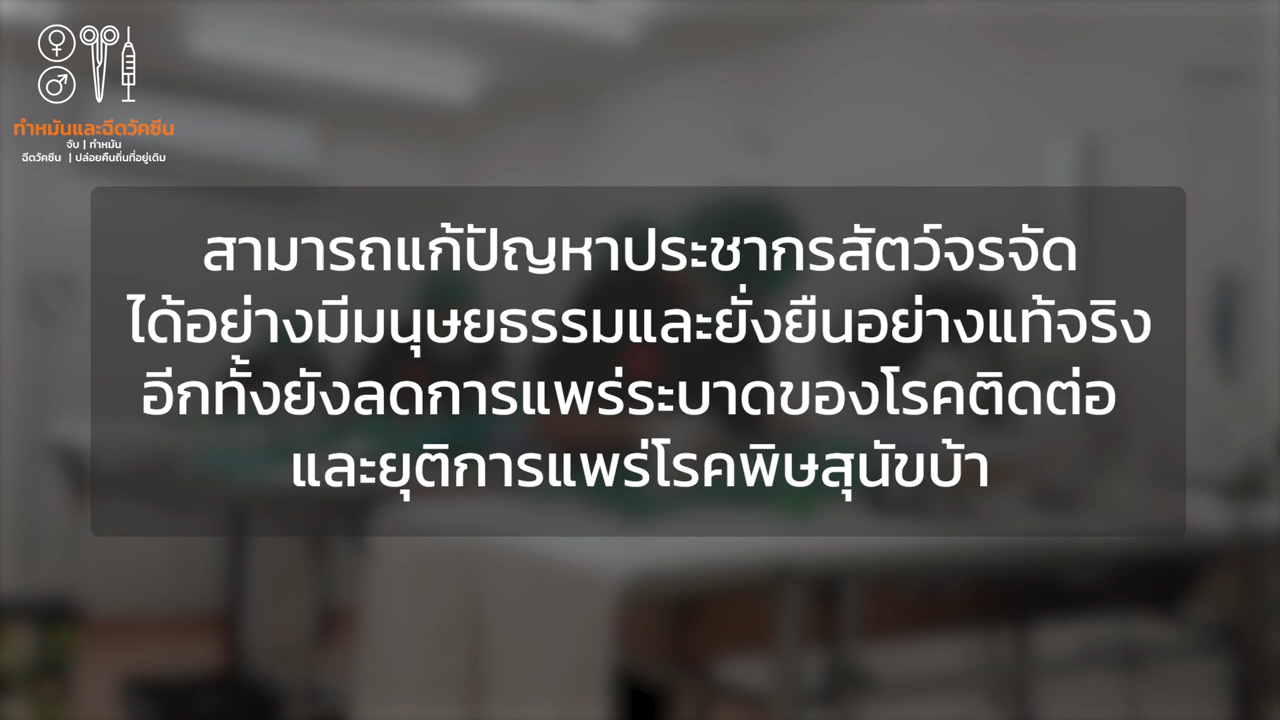 ทำหมันและฉีดวัคซีน
จับ | ทำหมัน
ฉีดวัคซีน | ปล่อยคืนถิ่นที่อยู่เดิม
สามารถแก้ปัญหาประชากรสัตว์จรจัด
ได้อย่างมีมนุษยธรรมและยั่งยืนอย่างแท้จริง
อีกทั้งยังลดการแพร่ระบาดของโรคติดต่อ
และยุติการแพร่โรคพิษสุนัขบ้า